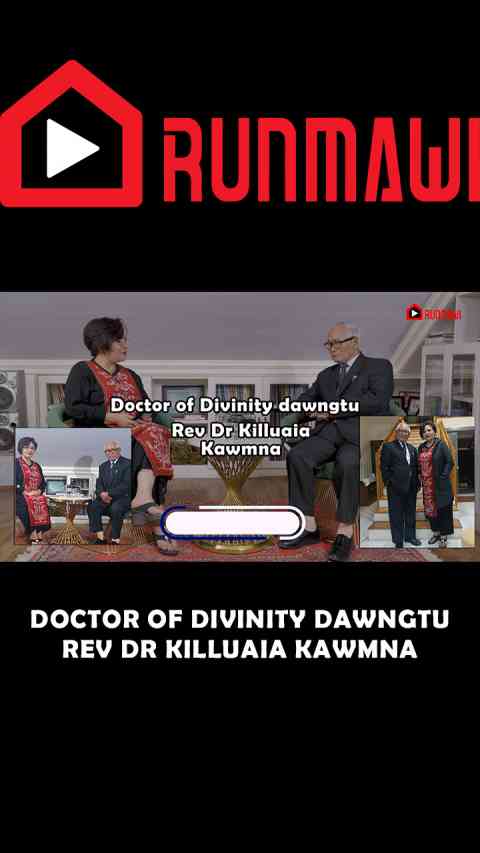 RUNMAWI
RUNMAWI
Doctor of Divinity dawngtu
Rev Dr Killuaia
Kawmna
DOCTOR OF DIVINITY DAWNGTU
REV DR KILLUAIA KAWMNA